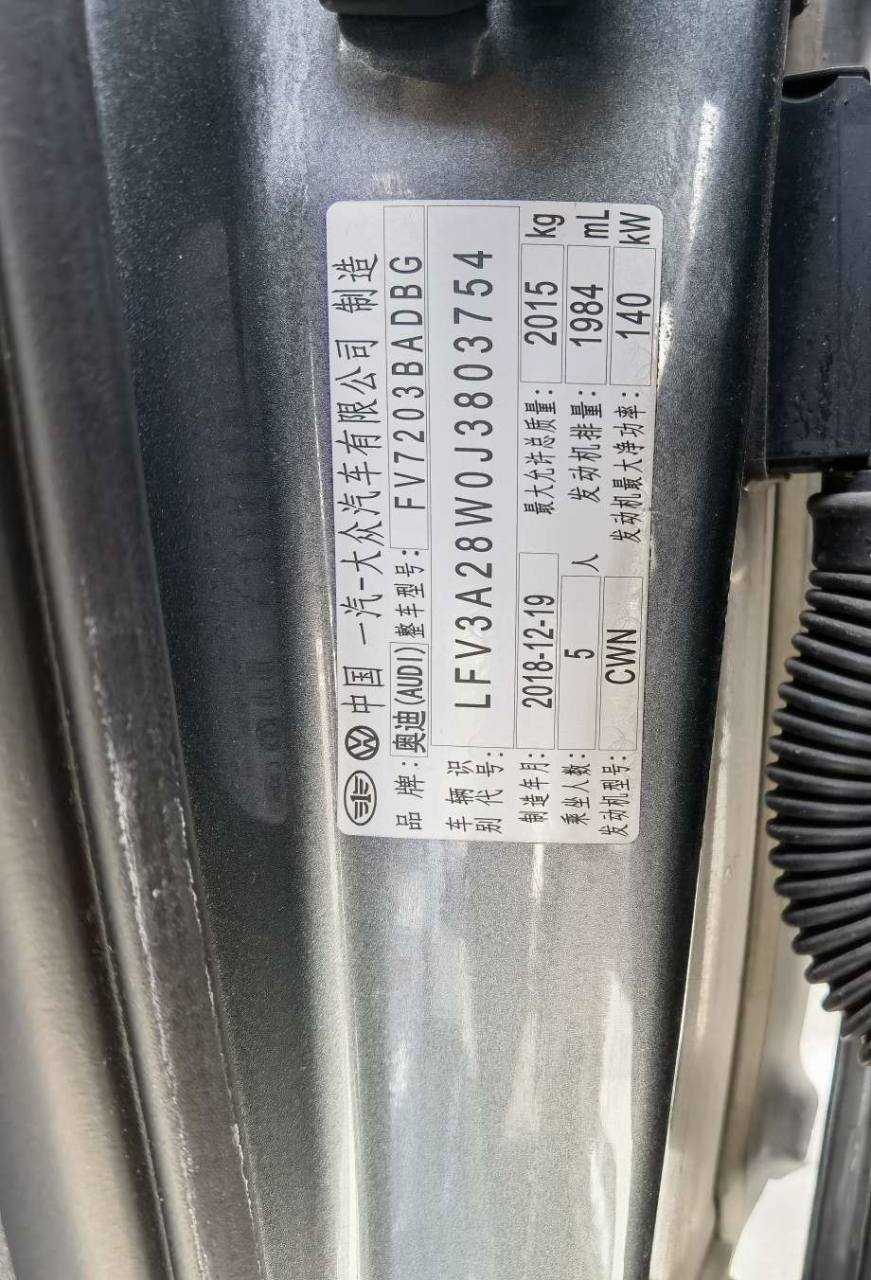 中国 一汽-大众汽车有限公司 制造
品 牌: 奥迪(AUDI) 整车型号: FV7203BADBG
车辆识别代号: LFV3A28W0J3803754
制造年月: 2018-12-19 最大允许总质量: 2015 kg
乘坐人数: 5 人 发动机排量: 1984 mL
发动机型号: CWN 发动机最大净功率: 140 kW